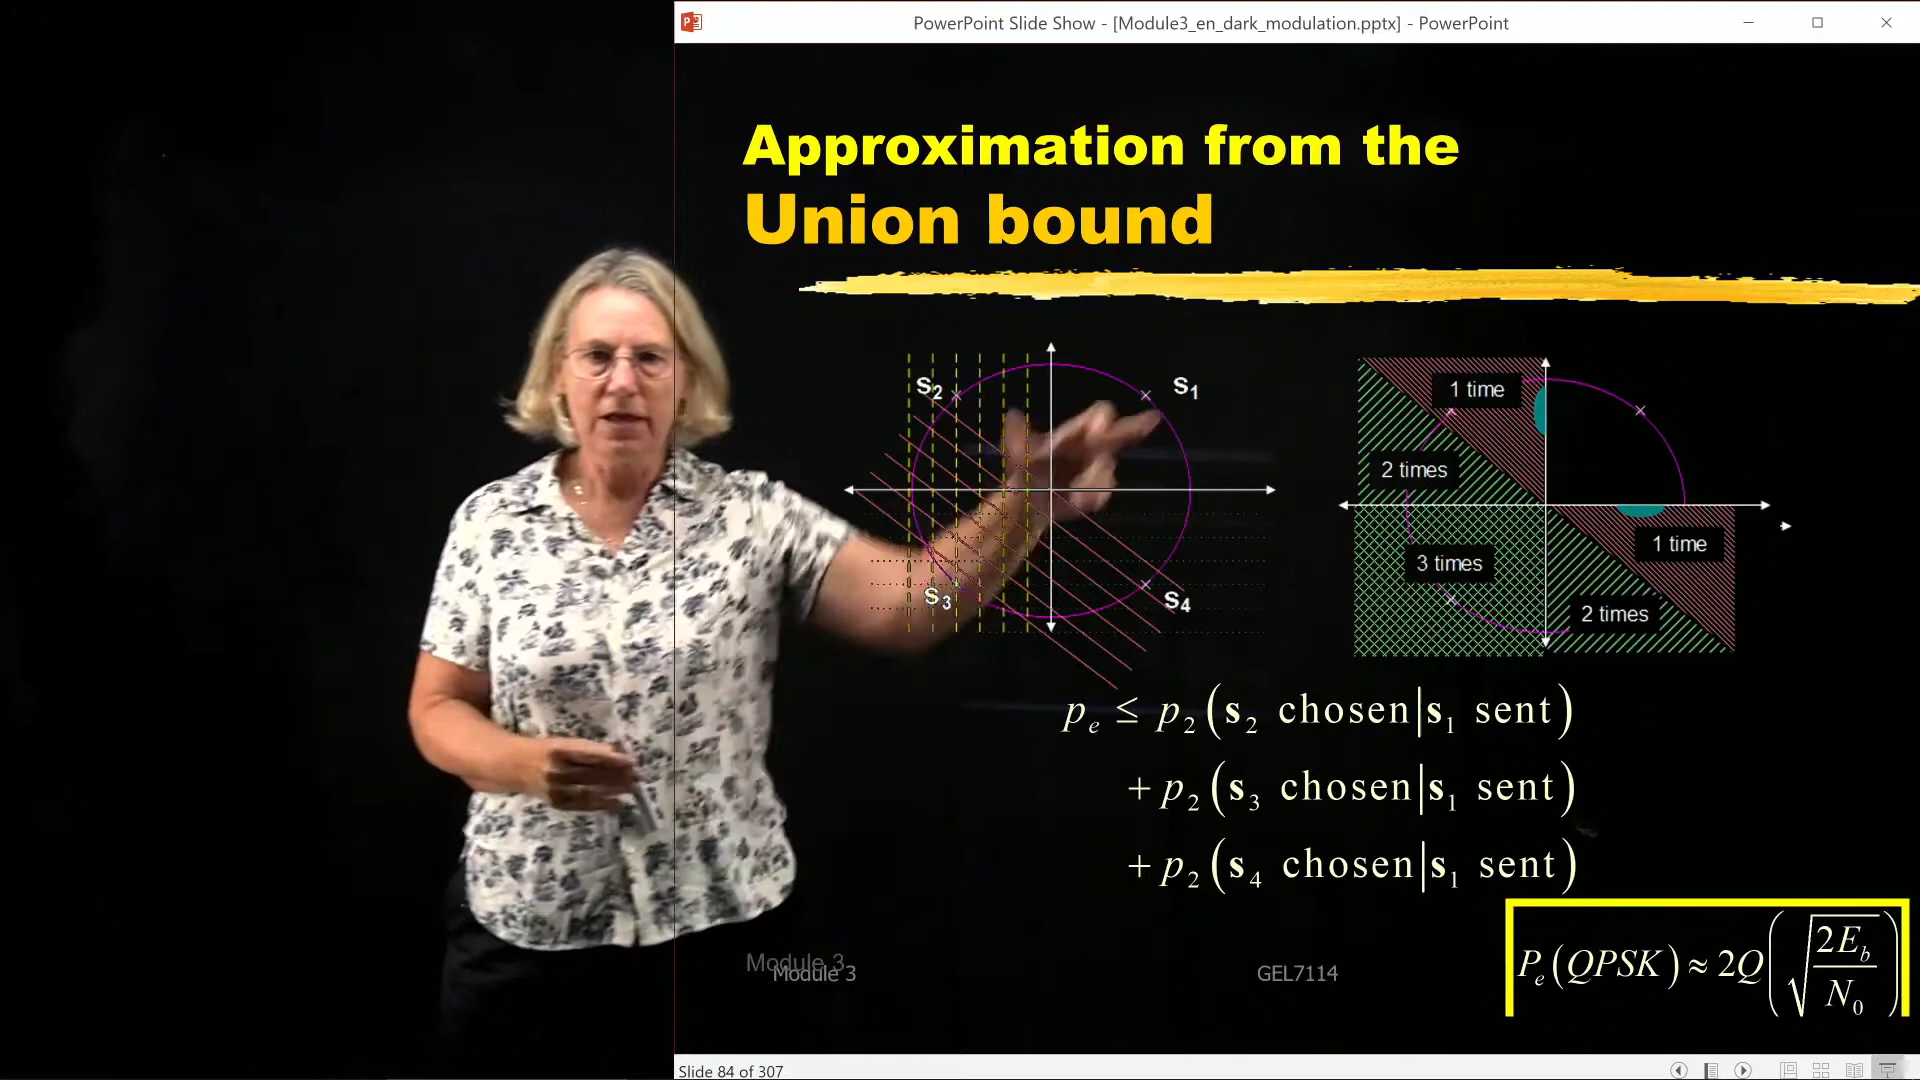 PowerPoint Slide Show - [Module3_en_dark_modulation.pptx] - PowerPoint
Approximation from the
Union bound
S2
S1
S3
S4
1 time
2 times
3 times
1 time
2 times
pe ≤ p2(s2 chosen|s1 sent)
+ p2(s3 chosen|s1 sent)
+ p2(s4 chosen|s1 sent)
Pe(QPSK) ≈ 2Q(√(2Eb/N0))
Module 3
Module 3
GEL7114
Slide 84 of 307